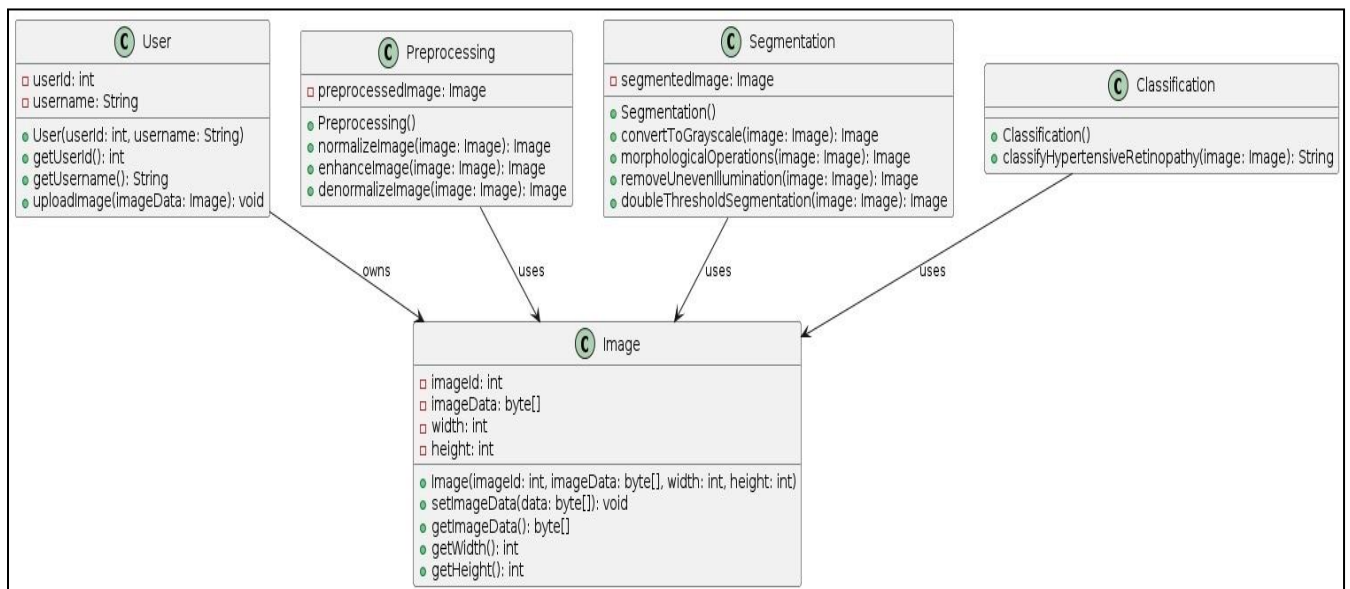 C User
userId: int
username: String
User(userId: int, username: String)
getUserId(): int
getUsername(): String
uploadImage(imageData: Image): void
C Preprocessing
preprocessedImage: Image
Preprocessing()
normalizeImage(image: Image): Image
enhanceImage(image: Image): Image
denormalizeImage(image: Image): Image
C Segmentation
segmentedImage: Image
Segmentation()
convertToGrayscale(image: Image): Image
morphologicalOperations(image: Image): Image
removeUnevenIllumination(image: Image): Image
doubleThresholdSegmentation(image: Image): Image
C Classification
Classification()
classifyHypertensiveRetinopathy(image: Image): String
owns
uses
uses
uses
C Image
imageId: int
imageData: byte[]
width: int
height: int
Image(imageId: int, imageData: byte[], width: int, height: int)
setImageData(data: byte[]): void
getImageData(): byte[]
getWidth(): int
getHeight(): int